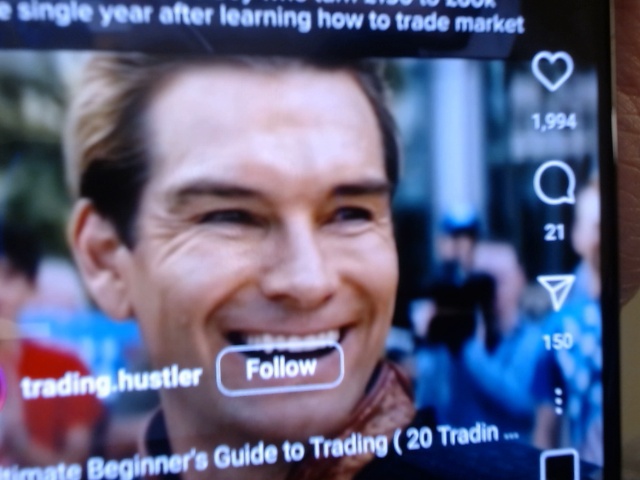 single year after learning how to trade market
1,994
21
150
trading.hustler
Follow
Beginner's Guide to Trading ( 20 Tradin ...